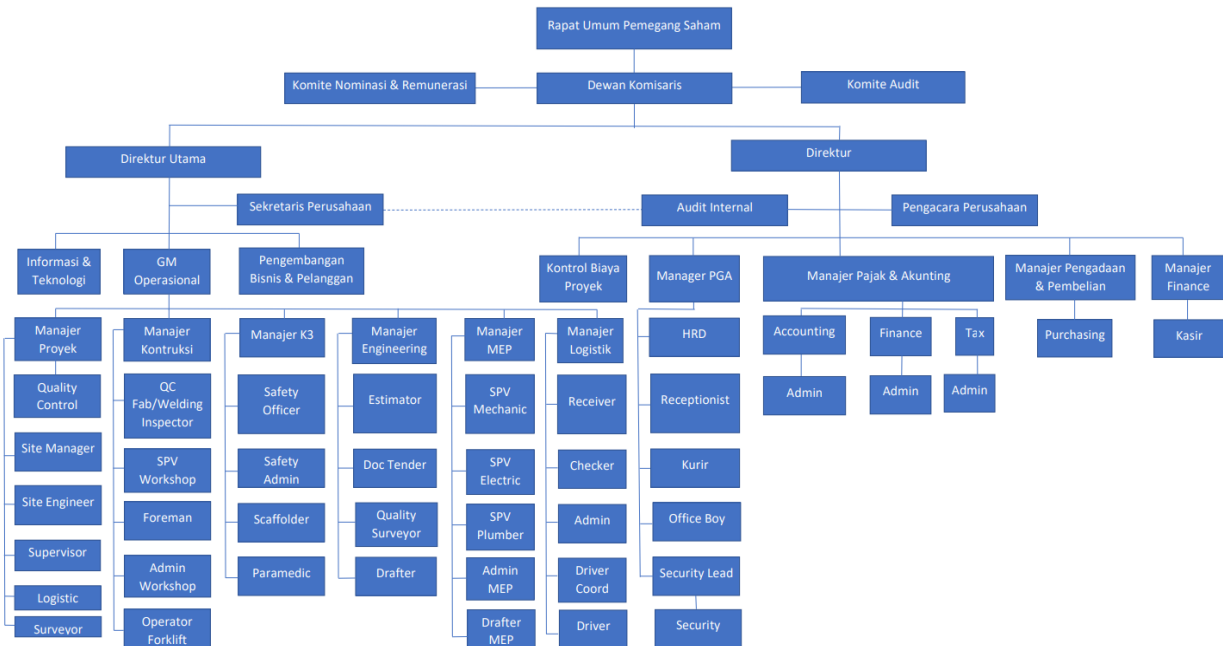 Rapat Umum Pemegang Saham
Komite Nominasi & Remunerasi
Dewan Komisaris
Komite Audit
Direktur Utama
Direktur
Sekretaris Perusahaan
Audit Internal
Pengacara Perusahaan
Informasi &
Teknologi
GM
Operasional
Pengembangan
Bisnis & Pelanggan
Kontrol Biaya
Proyek
Manager PGA
Manajer Pajak & Akunting
Manajer Pengadaan
& Pembelian
Manajer
Finance
Manajer
Proyek
Manajer
Kontruksi
Manajer K3
Manajer
Engineering
Manajer
MEP
Manajer
Logistik
HRD
Accounting
Finance
Tax
Purchasing
Kasir
Quality
Control
QC
Fab/Welding
Inspector
Safety
Officer
Estimator
SPV
Mechanic
Receiver
Receptionist
Admin
Admin
Admin
Site Manager
SPV
Workshop
Safety
Admin
Doc Tender
SPV
Electric
Checker
Kurir
Site Engineer
Foreman
Scaffolder
Quality
Surveyor
SPV
Plumber
Admin
Office Boy
Supervisor
Admin
Workshop
Paramedic
Drafter
Admin
MEP
Driver
Coord
Security Lead
Logistic
Surveyor
Operator
Forklift
Drafter
MEP
Driver
Security